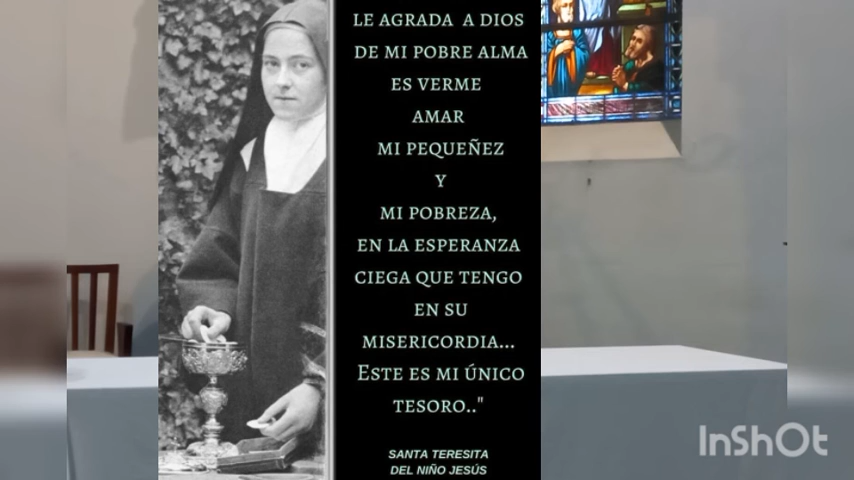 LE AGRADA A DIOS
DE MI POBRE ALMA
ES VERME
AMAR
MI PEQUEÑEZ
Y
MI POBREZA,
EN LA ESPERANZA
CIEGA QUE TENGO
EN SU
MISERICORDIA...
ESTE ES MI ÚNICO
TESORO.."
SANTA TERESITA
DEL NIÑO JESÚS
InShOt